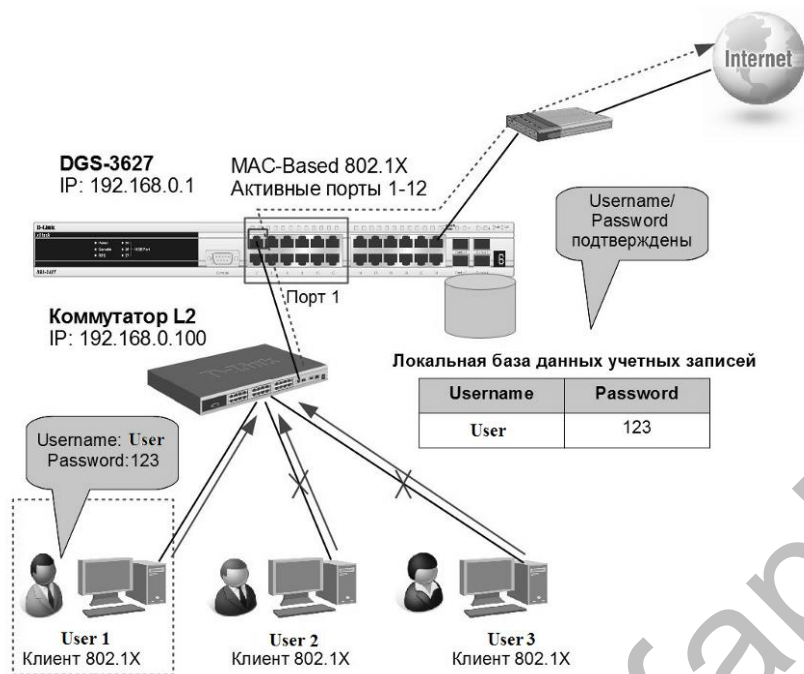 Internet
DGS-3627
IP: 192.168.0.1
MAC-Based 802.1X
Активные порты 1-12
Username/
Password
подтверждены
D-Link
Порт 1
Коммутатор L2
IP: 192.168.0.100
D-Link
Локальная база данных учетных записей
Username Password
User 123
Username: User
Password:123
User 1
Клиент 802.1X
User 2
Клиент 802.1X
User 3
Клиент 802.1X